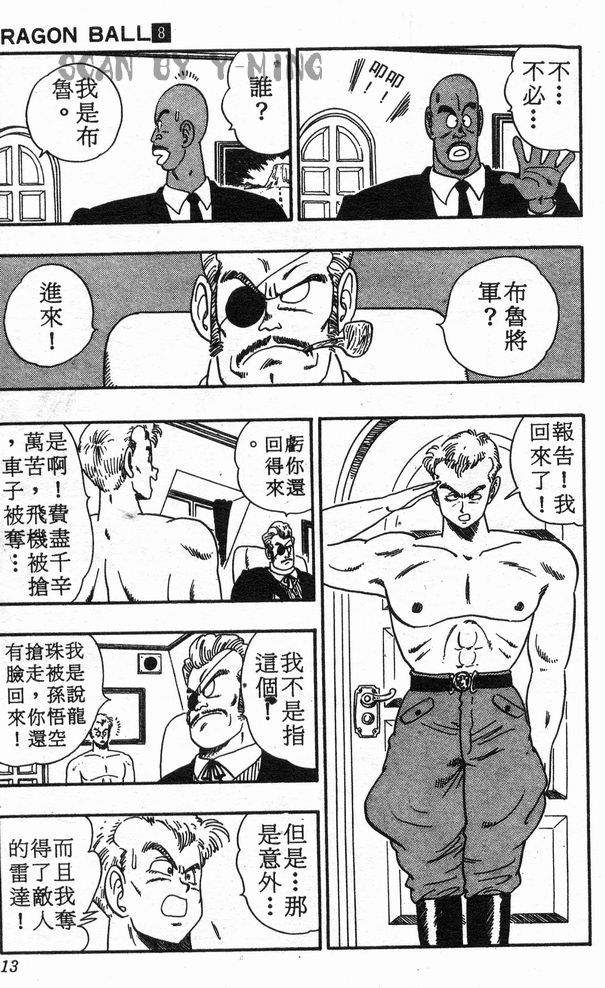 RAGON BALL 8
SCAN BY Y-MING
不…
不必…
叩叩!!
誰?
我是布
魯。
布魯將
軍?
進來!
報告!我
回來了!
虧你還
回得來
。
是啊!費盡千辛
萬苦,飛機被搶
,車子被奪…
我不是指
這個!
我是說龍
珠被孫悟空
搶走,你還
有臉回來!
但是…那
是意外…
而且我奪
得了敵人
的雷達!
13